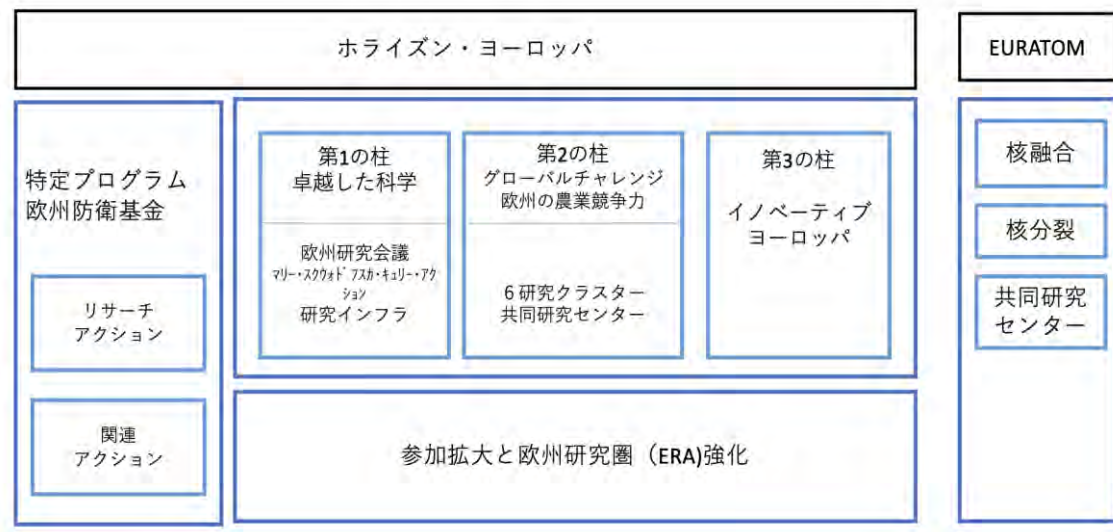 ホライズン・ヨーロッパ
EURATOM
特定プログラム
欧州防衛基金
リサーチ
アクション
関連
アクション
第1の柱
卓越した科学
欧州研究会議
マリー・スクウォドフスカ・キュリー・アク
ション
研究インフラ
第2の柱
グローバルチャレンジ
欧州の農業競争力
6研究クラスター
共同研究センター
第3の柱
イノベーティブ
ヨーロッパ
参加拡大と欧州研究圏（ERA)強化
核融合
核分裂
共同研究
センター